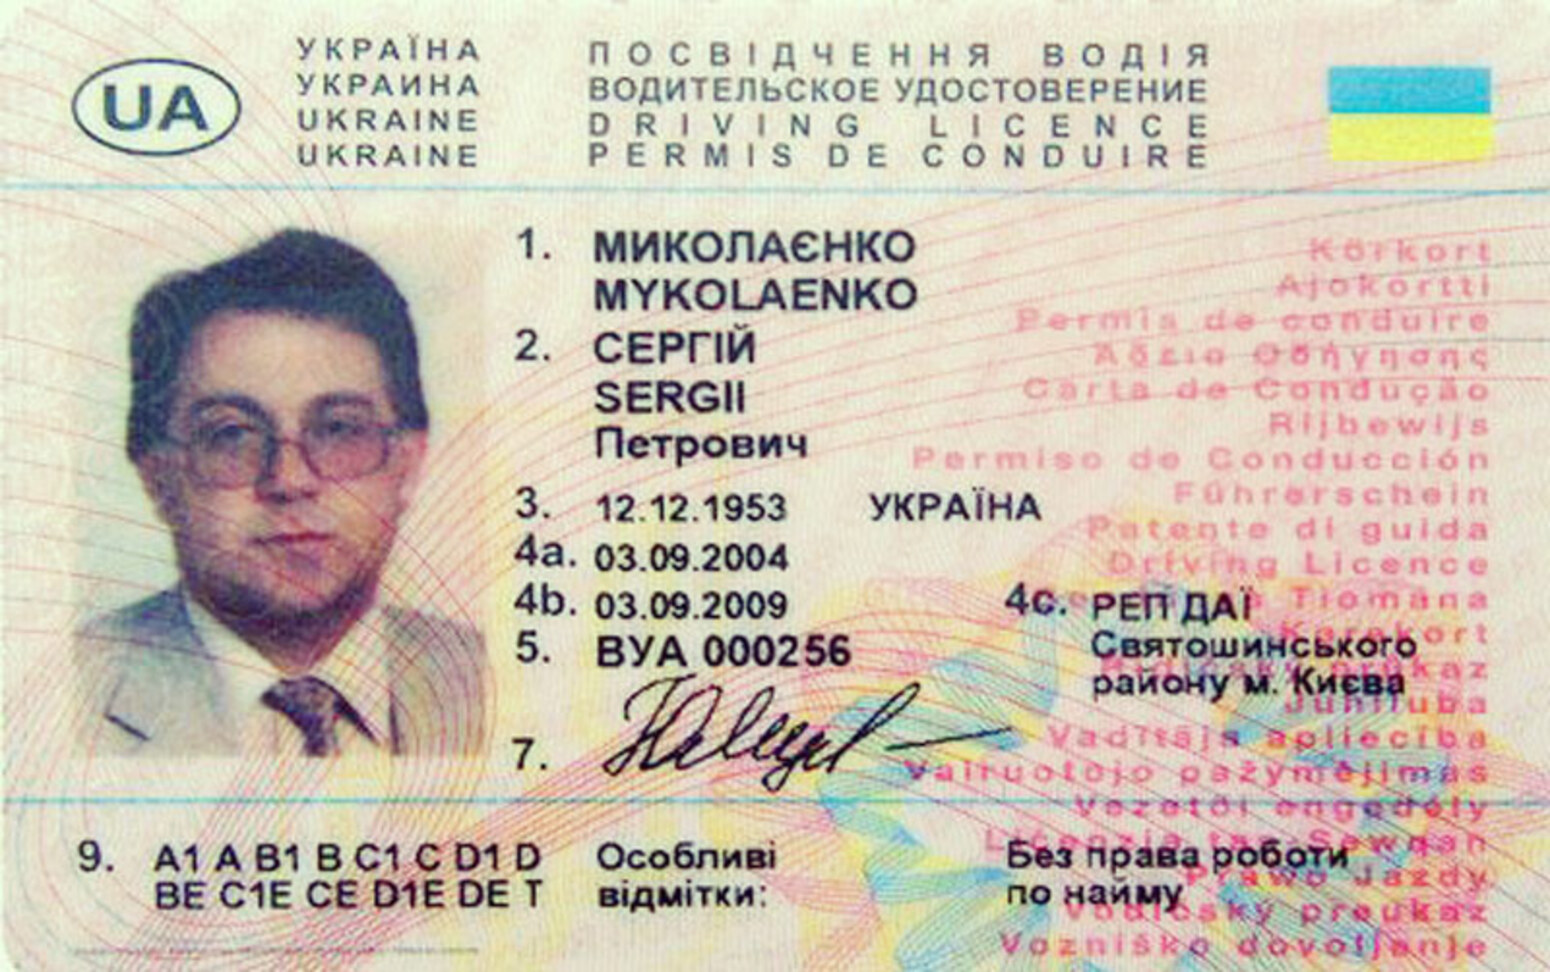 UA
УКРАЇНА
УКРАИНА
UKRAINE
UKRAINE
ПОСВІДЧЕННЯ ВОДІЯ
ВОДИТЕЛЬСКОЕ УДОСТОВЕРЕНИЕ
DRIVING LICENCE
PERMIS DE CONDUIRE
1. МИКОЛАЄНКО
MYKOLAENKO
2. СЕРГІЙ
SERGII
Петрович
3. 12.12.1953 УКРАЇНА
4a. 03.09.2004
4b. 03.09.2009
4c. РЕП ДАЇ
Святошинського
району м. Києва
5. ВУА 000256
7.
9. A1 A B1 B C1 C D1 D
BE C1E CE D1E DE T
Особливі
відмітки:
Без права роботи
по найму
Körkort
Ajokortti
Permis de conduire
Άδεια Οδήγησης
Carta de Condução
Rijbewijs
Permiso de Conducción
Führerschein
Patente di guida
Driving Licence
Tiomána
Kørekort
průkaz
Juhiluba
Vadītāja apliecība
Vairuotojo pažymėjimas
Vezetői engedély
Liċenzja tas-Sewqan
Prawo Jazdy
Vodičský preukaz
Vozniško dovoljenje